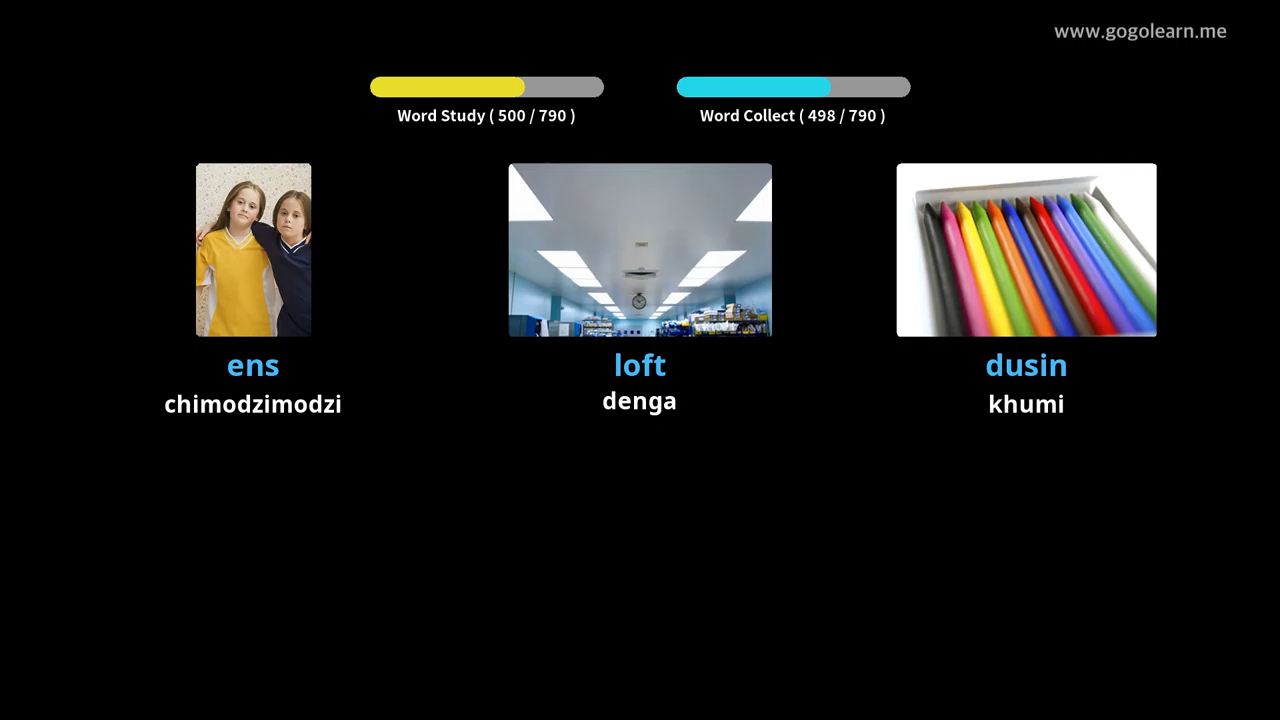 www.gogolearn.me
Word Study ( 500 / 790 )
Word Collect ( 498 / 790 )
ens
loft
dusin
chimodzimodzi
denga
khumi